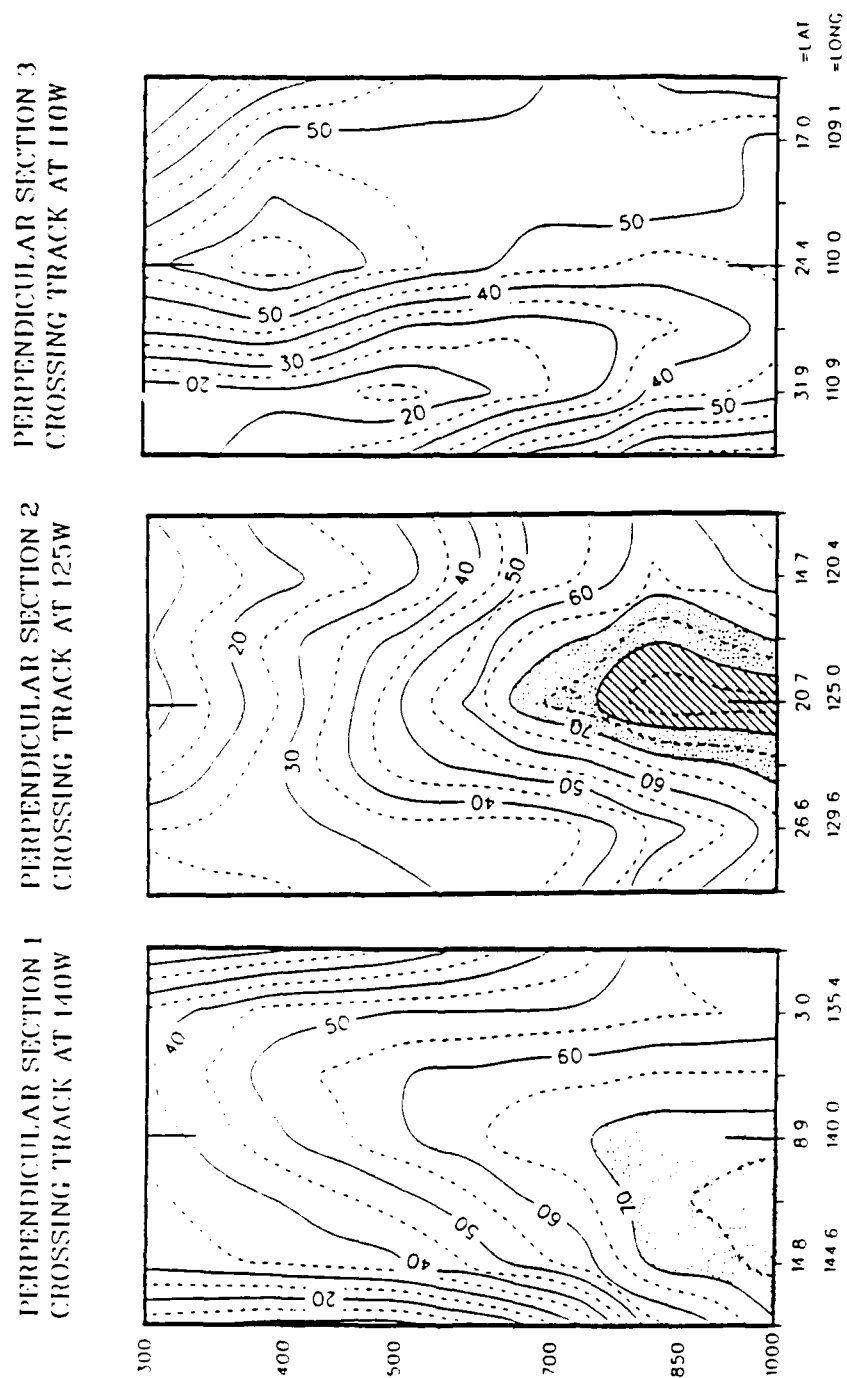 PERPENDICULAR SECTION 1
CROSSING TRACK AT 140W
PERPENDICULAR SECTION 2
CROSSING TRACK AT 125W
PERPENDICULAR SECTION 3
CROSSING TRACK AT 110W
300
400
500
700
850
1000
20
40
50
60
70
40
50
60
20
30
40
50
60
70
40
50
60
20
20
30
50
40
50
40
50
50
14.8 8.9 3.0
144.6 140.0 135.4
26.6 20.7 14.7
129.6 125.0 120.4
31.9 24.4 17.0 =LAT
110.9 110.0 109.1 =LONG